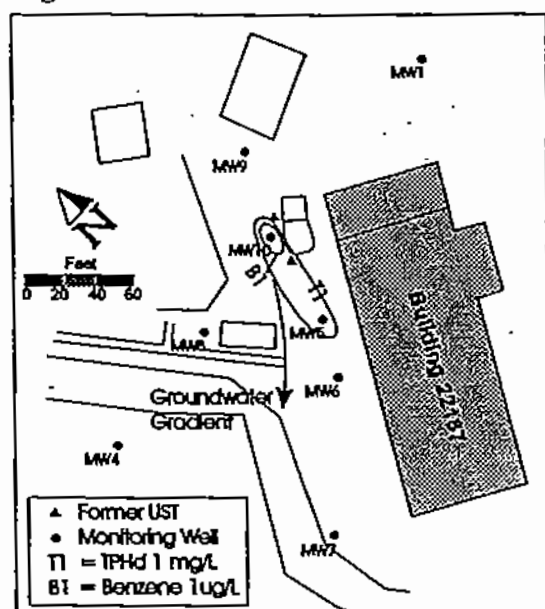 MW1
MW9
N
MW10
B1
T1
Feet
0 20 40 60
MW5
MW8
MW6
Building 22187
Groundwater
Gradient
MW4
MW7
Former UST
Monitoring Well
T1 = TPHd 1 mg/L
B1 = Benzene 1ug/L